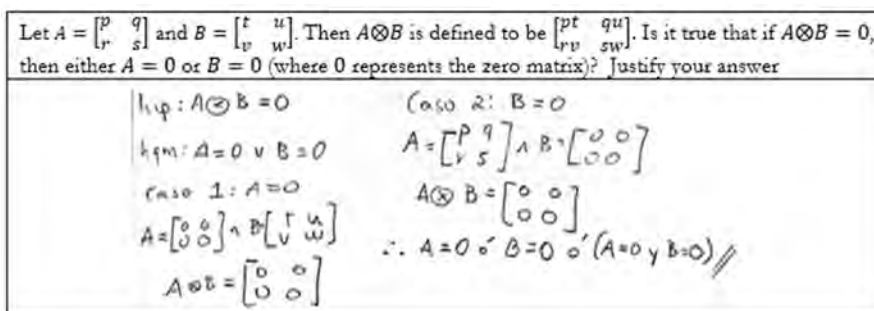 Let A = [p q; r s] and B = [t u; v w]. Then A⊗B is defined to be [pt qu; rv sw]. Is it true that if A⊗B = 0,
then either A = 0 or B = 0 (where 0 represents the zero matrix)? Justify your answer
hip: A⊗B = 0
hqm: A=0 ∨ B=0
caso 1: A=0
A=[0 0; 0 0] ∧ B[t u; v w]
A⊗B = [0 0; 0 0]
Caso 2: B=0
A=[p q; r s] ∧ B=[0 0; 0 0]
A⊗B = [0 0; 0 0]
∴ A=0 ó B=0 ó (A=0 y B=0) //